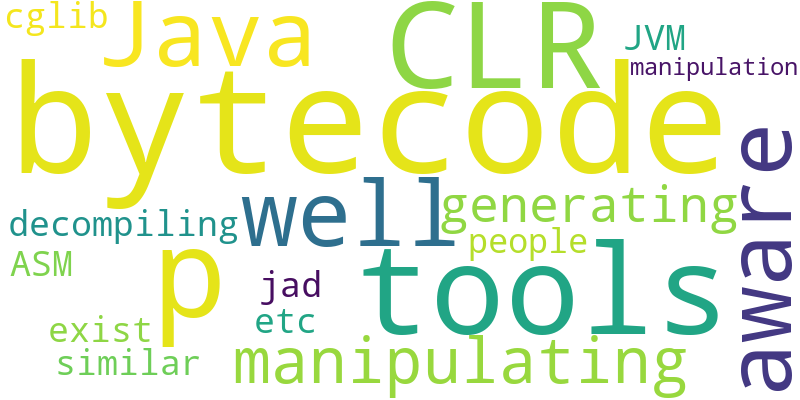 cglib
Java
CLR
JVM
manipulation
bytecode
aware
well
generating
decompiling
people
ASM
p
jad
tools
etc
exist
similar
manipulating